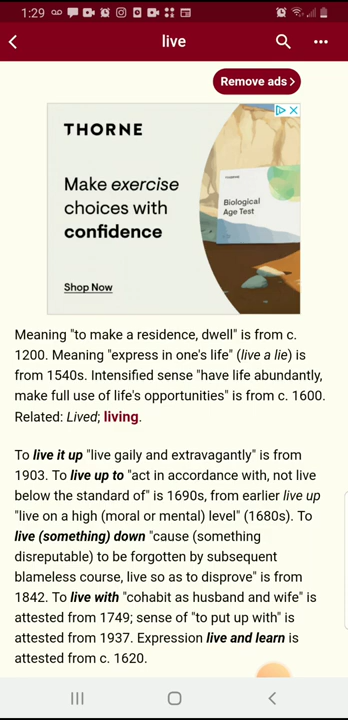 1:29
live
Remove ads
THORNE
Make exercise
choices with
confidence
Shop Now
Biological
Age Test
Meaning "to make a residence, dwell" is from c.
1200. Meaning "express in one's life" (live a lie) is
from 1540s. Intensified sense "have life abundantly,
make full use of life's opportunities" is from c. 1600.
Related: Lived; living.
To live it up "live gaily and extravagantly" is from
1903. To live up to "act in accordance with, not live
below the standard of" is 1690s, from earlier live up
"live on a high (moral or mental) level" (1680s). To
live (something) down "cause (something
disreputable) to be forgotten by subsequent
blameless course, live so as to disprove" is from
1842. To live with "cohabit as husband and wife" is
attested from 1749; sense of "to put up with" is
attested from 1937. Expression live and learn is
attested from c. 1620.